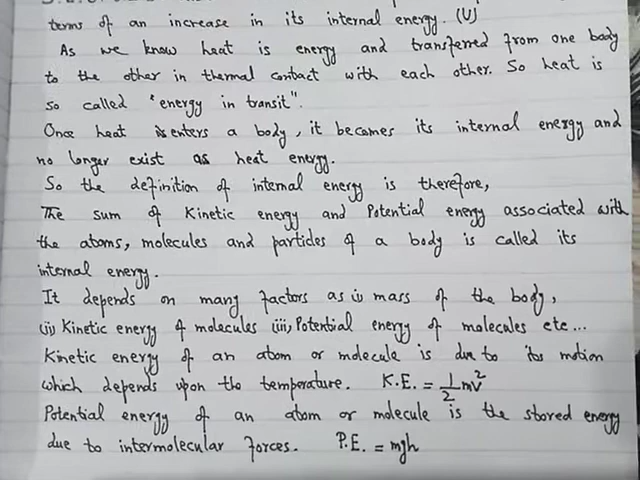 terms of an increase in its internal energy. (U)
As we know heat is energy and transferred from one body
to the other in thermal contact with each other. So heat is
so called "energy in transit".
Once heat enters a body, it becomes its internal energy and
no longer exist as heat energy.
So the definition of internal energy is therefore,
The sum of Kinetic energy and Potential energy associated with
the atoms, molecules and particles of a body is called its
internal energy.
It depends on many factors as (i) mass of the body,
(ii) Kinetic energy of molecules (iii) Potential energy of molecules etc...
Kinetic energy of an atom or molecule is due to its motion
which depends upon the temperature. K.E. = 1/2 mv²
Potential energy of an atom or molecule is the stored energy
due to intermolecular forces. P.E. = mgh